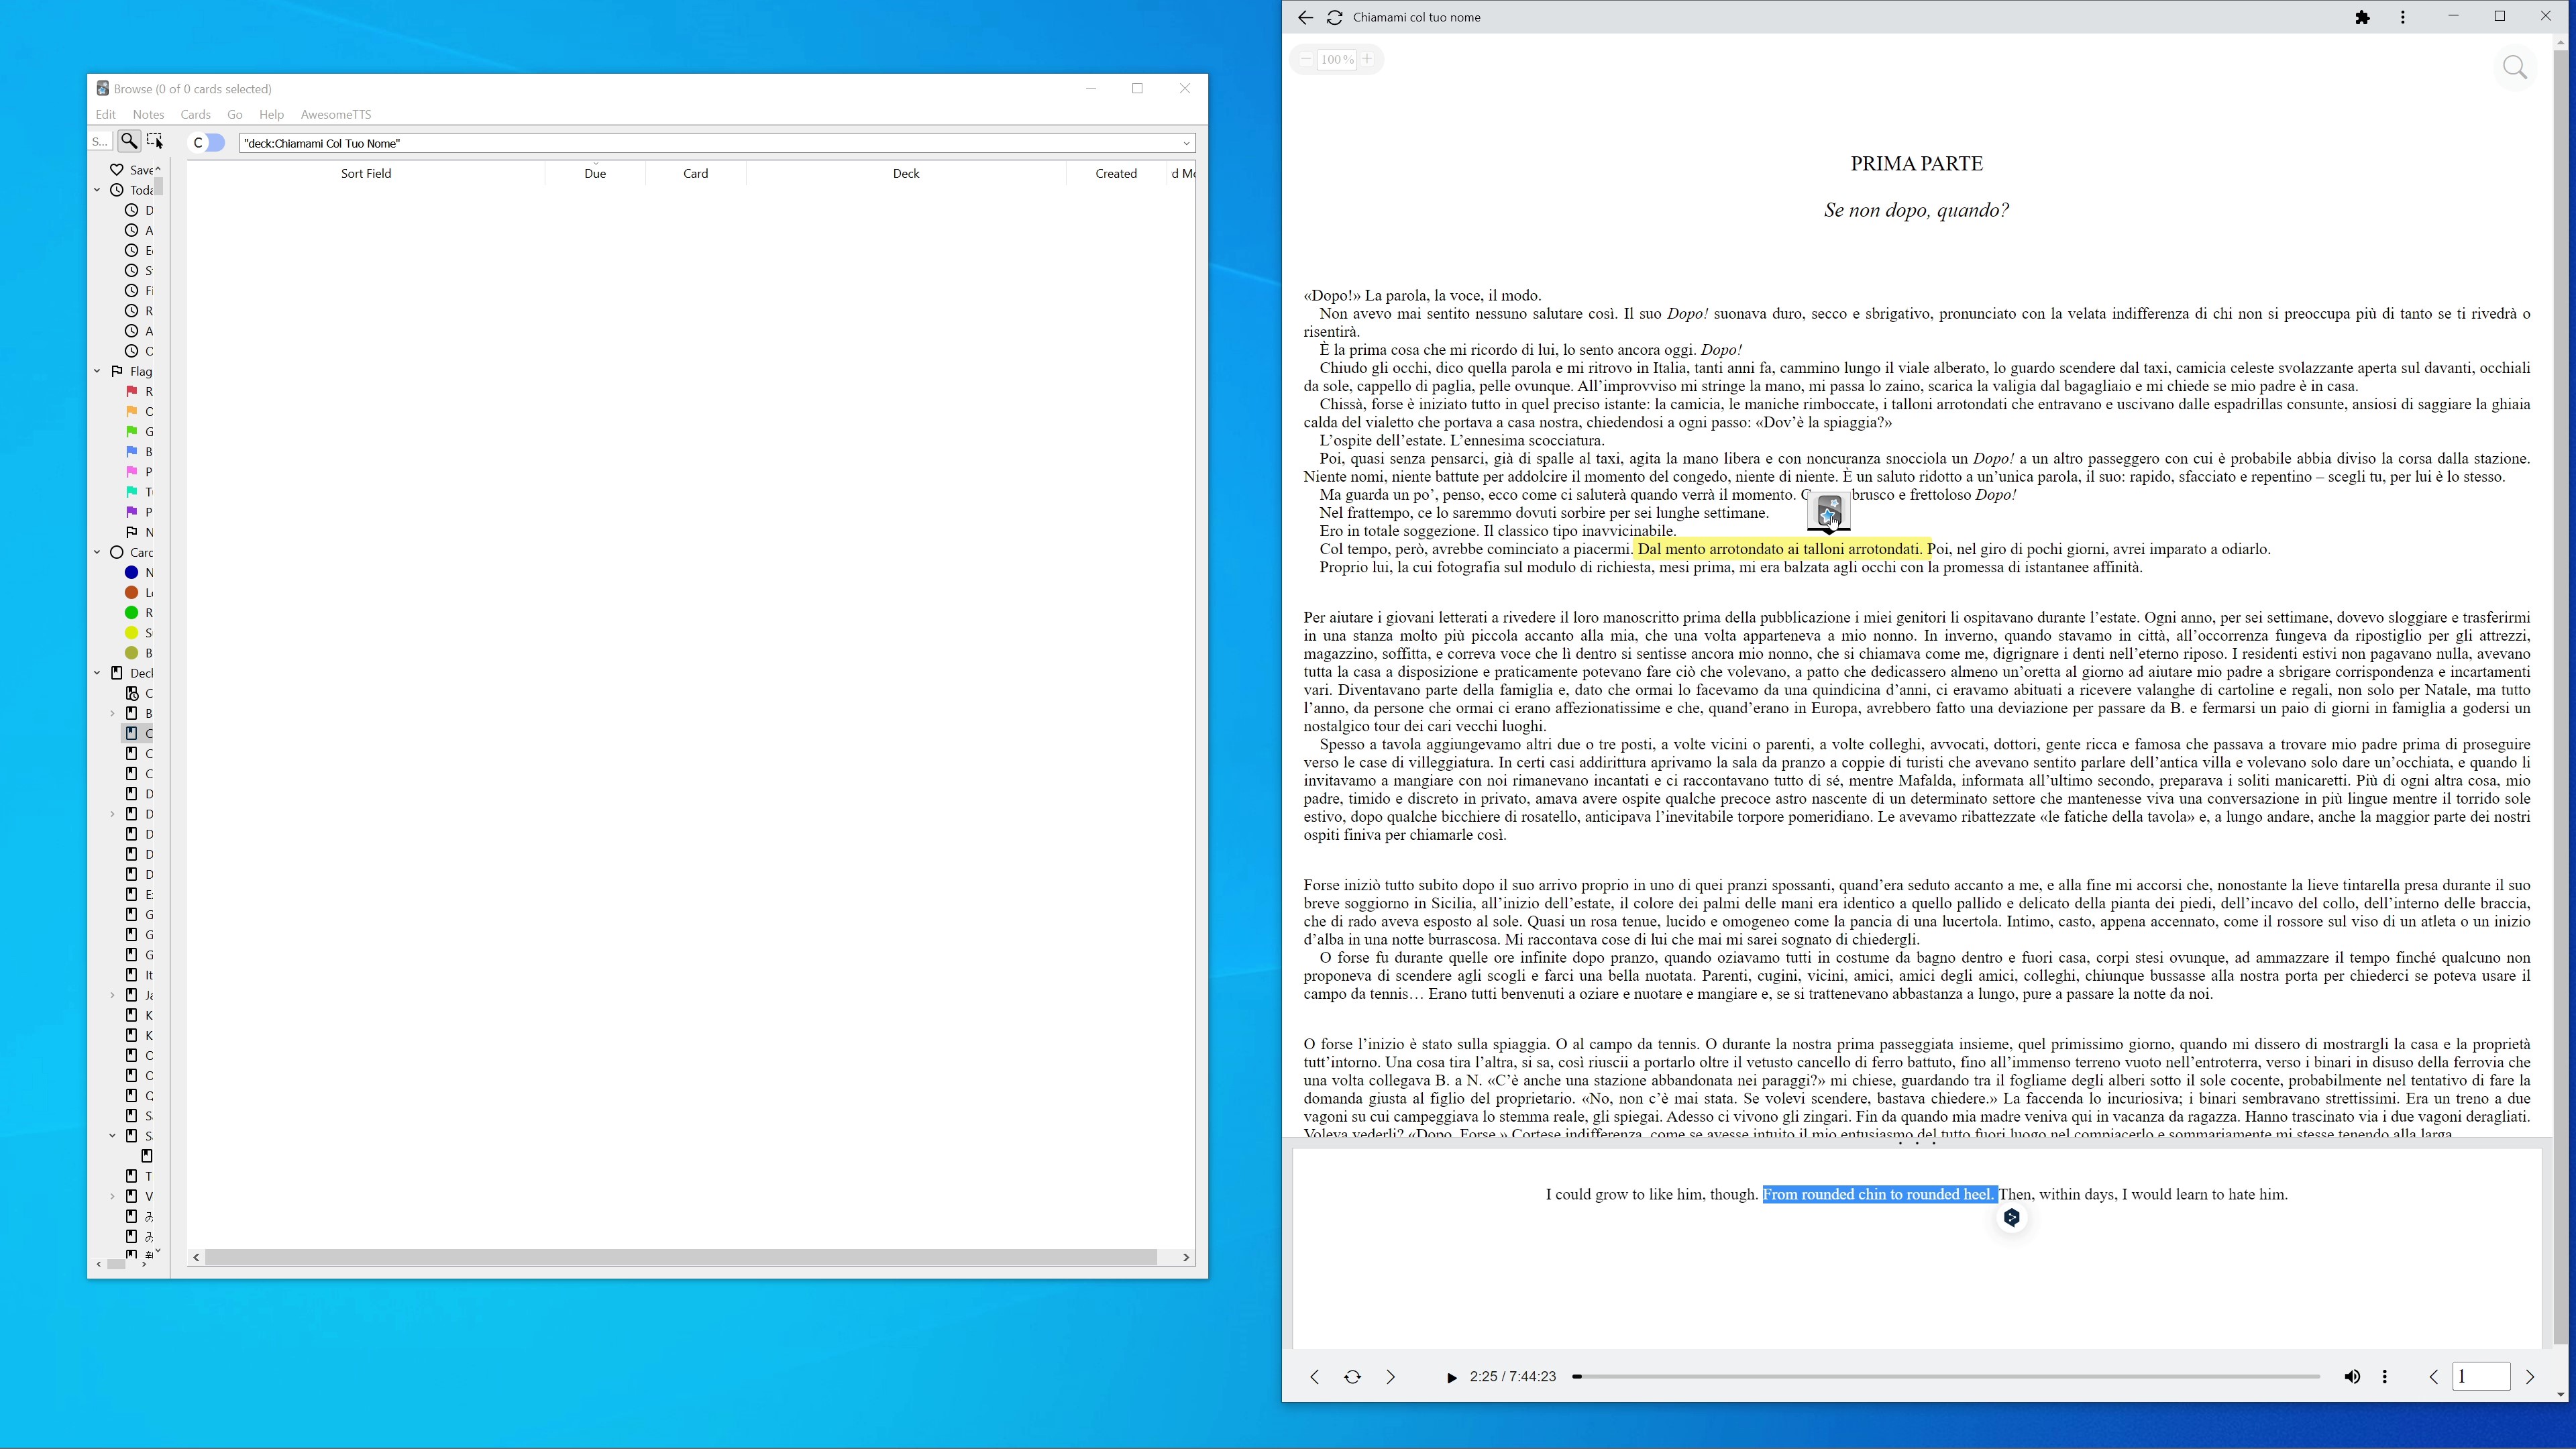 Browse (0 of 0 cards selected)
Edit Notes Cards Go Help AwesomeTTS
S... C "deck:Chiamami Col Tuo Nome"
Sort Field Due Card Deck Created d Mo
Save
Toda
D
A
Ed
St
Fi
R
A
O
Flag
R
O
G
B
P
T
P
N
Card
N
Le
R
S
B
Deck
C
B
C
C
C
D
D
D
D
D
E
G
G
G
It
Ja
K
K
O
O
Q
S
S
T
V
み
み
Chiamami col tuo nome
100 %
PRIMA PARTE
Se non dopo, quando?
«Dopo!» La parola, la voce, il modo.
Non avevo mai sentito nessuno salutare così. Il suo Dopo! suonava duro, secco e sbrigativo, pronunciato con la velata indifferenza di chi non si preoccupa più di tanto se ti rivedrà o
risentirà.
È la prima cosa che mi ricordo di lui, lo sento ancora oggi. Dopo!
Chiudo gli occhi, dico quella parola e mi ritrovo in Italia, tanti anni fa, cammino lungo il viale alberato, lo guardo scendere dal taxi, camicia celeste svolazzante aperta sul davanti, occhiali
da sole, cappello di paglia, pelle ovunque. All'improvviso mi stringe la mano, mi passa lo zaino, scarica la valigia dal bagagliaio e mi chiede se mio padre è in casa.
Chissà, forse è iniziato tutto in quel preciso istante: la camicia, le maniche rimboccate, i talloni arrotondati che entravano e uscivano dalle espadrillas consunte, ansiosi di saggiare la ghiaia
calda del vialetto che portava a casa nostra, chiedendosi a ogni passo: «Dov'è la spiaggia?»
L'ospite dell'estate. L'ennesima scocciatura.
Poi, quasi senza pensarci, già di spalle al taxi, agita la mano libera e con noncuranza snocciola un Dopo! a un altro passeggero con cui è probabile abbia diviso la corsa dalla stazione.
Niente nomi, niente battute per addolcire il momento del congedo, niente di niente. È un saluto ridotto a un'unica parola, il suo: rapido, sfacciato e repentino – scegli tu, per lui è lo stesso.
Ma guarda un po', penso, ecco come ci saluterà quando verrà il momento. brusco e frettoloso Dopo!
Nel frattempo, ce lo saremmo dovuti sorbire per sei lunghe settimane.
Ero in totale soggezione. Il classico tipo inavvicinabile.
Col tempo, però, avrebbe cominciato a piacermi. Dal mento arrotondato ai talloni arrotondati. Poi, nel giro di pochi giorni, avrei imparato a odiarlo.
Proprio lui, la cui fotografia sul modulo di richiesta, mesi prima, mi era balzata agli occhi con la promessa di istantanee affinità.
Per aiutare i giovani letterati a rivedere il loro manoscritto prima della pubblicazione i miei genitori li ospitavano durante l'estate. Ogni anno, per sei settimane, dovevo sloggiare e trasferirmi
in una stanza molto più piccola accanto alla mia, che una volta apparteneva a mio nonno. In inverno, quando stavamo in città, all'occorrenza fungeva da ripostiglio per gli attrezzi,
magazzino, soffitta, e correva voce che lì dentro si sentisse ancora mio nonno, che si chiamava come me, digrignare i denti nell'eterno riposo. I residenti estivi non pagavano nulla, avevano
tutta la casa a disposizione e praticamente potevano fare ciò che volevano, a patto che dedicassero almeno un'oretta al giorno ad aiutare mio padre a sbrigare corrispondenza e incartamenti
vari. Diventavano parte della famiglia e, dato che ormai lo facevamo da una quindicina d'anni, ci eravamo abituati a ricevere valanghe di cartoline e regali, non solo per Natale, ma tutto
l'anno, da persone che ormai ci erano affezionatissime e che, quand'erano in Europa, avrebbero fatto una deviazione per passare da B. e fermarsi un paio di giorni in famiglia a godersi un
nostalgico tour dei cari vecchi luoghi.
Spesso a tavola aggiungevamo altri due o tre posti, a volte vicini o parenti, a volte colleghi, avvocati, dottori, gente ricca e famosa che passava a trovare mio padre prima di proseguire
verso le case di villeggiatura. In certi casi addirittura aprivamo la sala da pranzo a coppie di turisti che avevano sentito parlare dell'antica villa e volevano solo dare un'occhiata, e quando li
invitavamo a mangiare con noi rimanevano incantati e ci raccontavano tutto di sé, mentre Mafalda, informata all'ultimo secondo, preparava i soliti manicaretti. Più di ogni altra cosa, mio
padre, timido e discreto in privato, amava avere ospite qualche precoce astro nascente di un determinato settore che mantenesse viva una conversazione in più lingue mentre il torrido sole
estivo, dopo qualche bicchiere di rosatello, anticipava l'inevitabile torpore pomeridiano. Le avevamo ribattezzate «le fatiche della tavola» e, a lungo andare, anche la maggior parte dei nostri
ospiti finiva per chiamarle così.
Forse iniziò tutto subito dopo il suo arrivo proprio in uno di quei pranzi spossanti, quand'era seduto accanto a me, e alla fine mi accorsi che, nonostante la lieve tintarella presa durante il suo
breve soggiorno in Sicilia, all'inizio dell'estate, il colore dei palmi delle mani era identico a quello pallido e delicato della pianta dei piedi, dell'incavo del collo, dell'interno delle braccia,
che di rado aveva esposto al sole. Quasi un rosa tenue, lucido e omogeneo come la pancia di una lucertola. Intimo, casto, appena accennato, come il rossore sul viso di un atleta o un inizio
d'alba in una notte burrascosa. Mi raccontava cose di lui che mai mi sarei sognato di chiedergli.
O forse fu durante quelle ore infinite dopo pranzo, quando oziavamo tutti in costume da bagno dentro e fuori casa, corpi stesi ovunque, ad ammazzare il tempo finché qualcuno non
proponeva di scendere agli scogli e farci una bella nuotata. Parenti, cugini, vicini, amici, amici degli amici, colleghi, chiunque bussasse alla nostra porta per chiederci se poteva usare il
campo da tennis… Erano tutti benvenuti a oziare e nuotare e mangiare e, se si trattenevano abbastanza a lungo, pure a passare la notte da noi.
O forse l'inizio è stato sulla spiaggia. O al campo da tennis. O durante la nostra prima passeggiata insieme, quel primissimo giorno, quando mi dissero di mostrargli la casa e la proprietà
tutt'intorno. Una cosa tira l'altra, si sa, così riuscii a portarlo oltre il vetusto cancello di ferro battuto, fino all'immenso terreno vuoto nell'entroterra, verso i binari in disuso della ferrovia che
una volta collegava B. a N. «C'è anche una stazione abbandonata nei paraggi?» mi chiese, guardando tra il fogliame degli alberi sotto il sole cocente, probabilmente nel tentativo di fare la
domanda giusta al figlio del proprietario. «No, non c'è mai stata. Se volevi scendere, bastava chiedere.» La faccenda lo incuriosiva; i binari sembravano strettissimi. Era un treno a due
vagoni su cui campeggiava lo stemma reale, gli spiegai. Adesso ci vivono gli zingari. Fin da quando mia madre veniva qui in vacanza da ragazza. Hanno trascinato via i due vagoni deragliati.
Voleva vederli? «Dopo. Forse.» Cortese indifferenza, come se avesse intuito il mio entusiasmo del tutto fuori luogo nel compiacerlo e sommariamente mi stesse tenendo alla larga.
I could grow to like him, though. From rounded chin to rounded heel. Then, within days, I would learn to hate him.
2:25 / 7:44:23 1